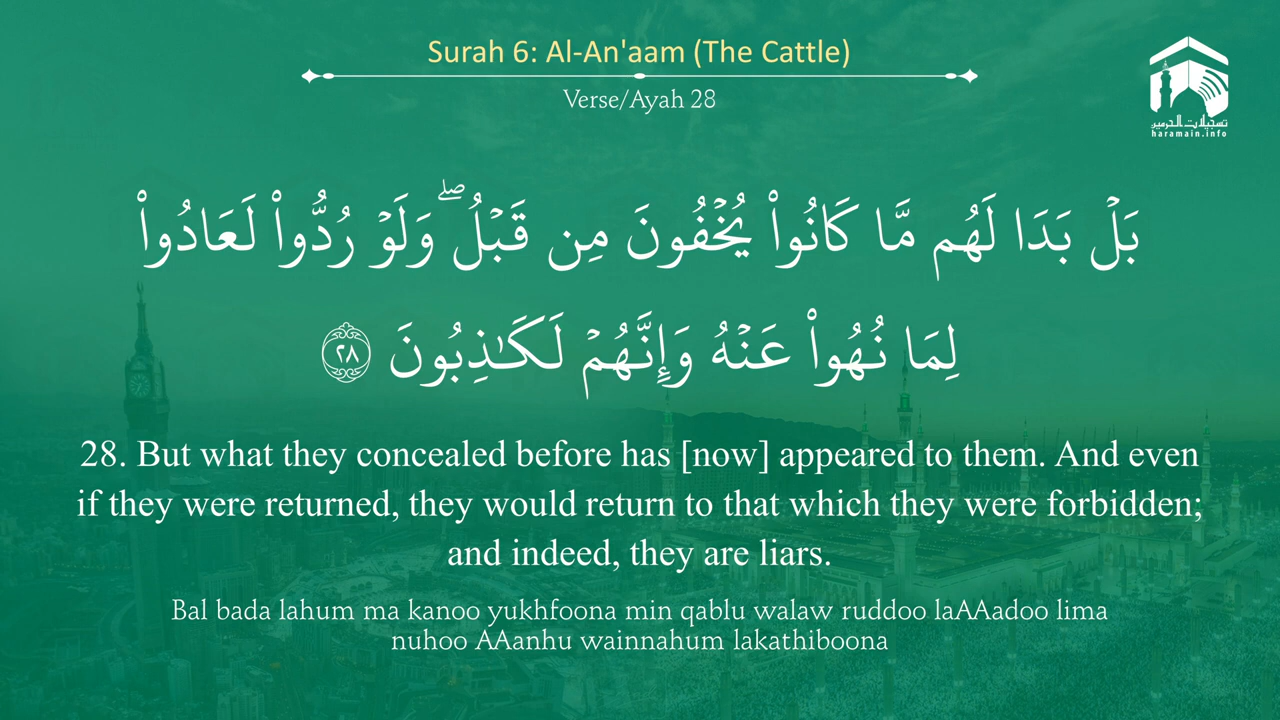 Surah 6: Al-An'aam (The Cattle)
Verse/Ayah 28
تسجيلات الحرمين
haramain.info
بَلْ بَدَا لَهُم مَّا كَانُوا۟ يُخْفُونَ مِن قَبْلُ ۖ وَلَوْ رُدُّوا۟ لَعَادُوا۟
لِمَا نُهُوا۟ عَنْهُ وَإِنَّهُمْ لَكَـٰذِبُونَ ٢٨
28. But what they concealed before has [now] appeared to them. And even
if they were returned, they would return to that which they were forbidden;
and indeed, they are liars.
Bal bada lahum ma kanoo yukhfoona min qablu walaw ruddoo laAAadoo lima
nuhoo AAanhu wainnahum lakathiboona